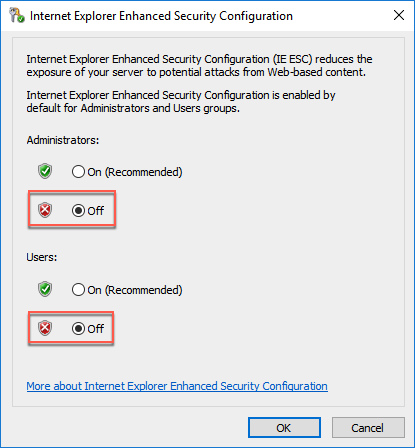 Internet Explorer Enhanced Security Configuration
Internet Explorer Enhanced Security Configuration (IE ESC) reduces the
exposure of your server to potential attacks from Web-based content.
Internet Explorer Enhanced Security Configuration is enabled by
default for Administrators and Users groups.
Administrators:
On (Recommended)
Off
Users:
On (Recommended)
Off
More about Internet Explorer Enhanced Security Configuration
OK
Cancel